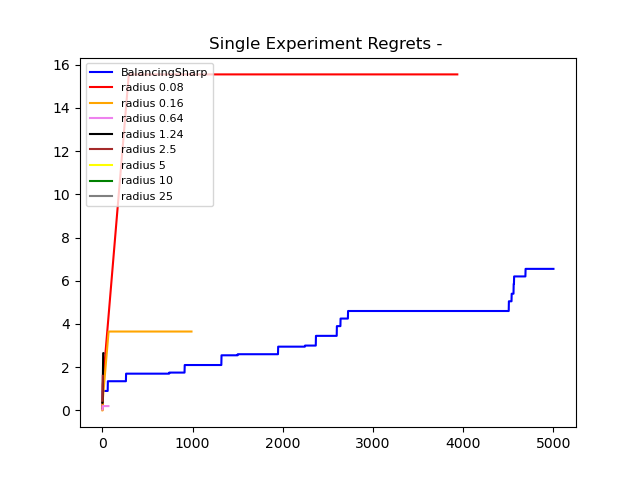 Single Experiment Regrets -
16
14
12
10
8
6
4
2
0
BalancingSharp
radius 0.08
radius 0.16
radius 0.64
radius 1.24
radius 2.5
radius 5
radius 10
radius 25
0 1000 2000 3000 4000 5000